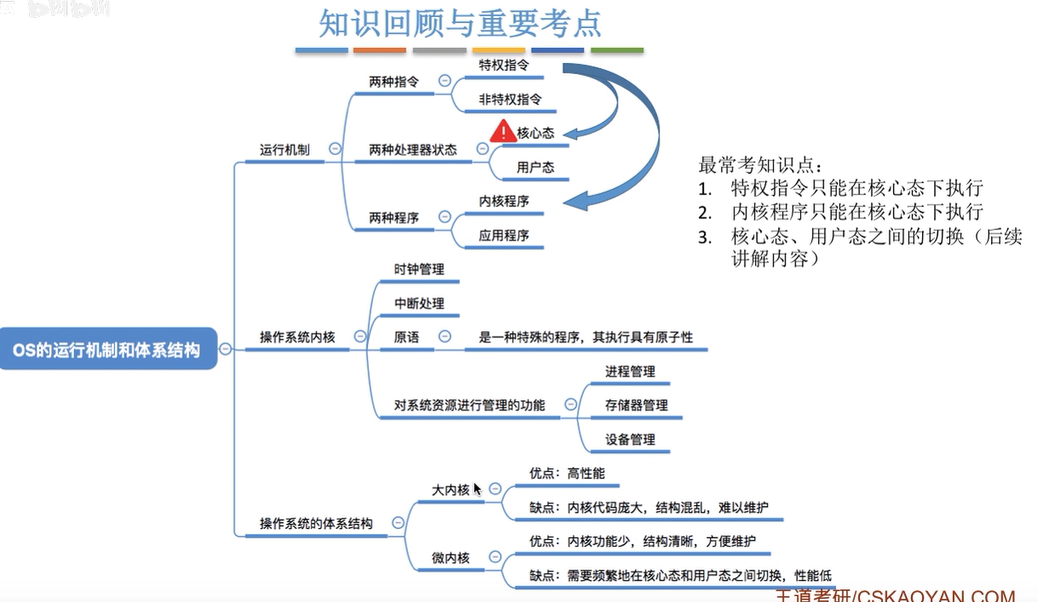 知识回顾与重要考点
特权指令
两种指令
非特权指令
核心态
运行机制
两种处理器状态
用户态
内核程序
两种程序
应用程序
最常考知识点：
1. 特权指令只能在核心态下执行
2. 内核程序只能在核心态下执行
3. 核心态、用户态之间的切换（后续
讲解内容）
时钟管理
中断处理
操作系统内核
原语
是一种特殊的程序，其执行具有原子性
OS的运行机制和体系结构
进程管理
对系统资源进行管理的功能
存储器管理
设备管理
优点：高性能
大内核
缺点：内核代码庞大，结构混乱，难以维护
操作系统的体系结构
优点：内核功能少，结构清晰，方便维护
微内核
缺点：需要频繁地在核心态和用户态之间切换，性能低
王道考研/CSKAOYAN.COM